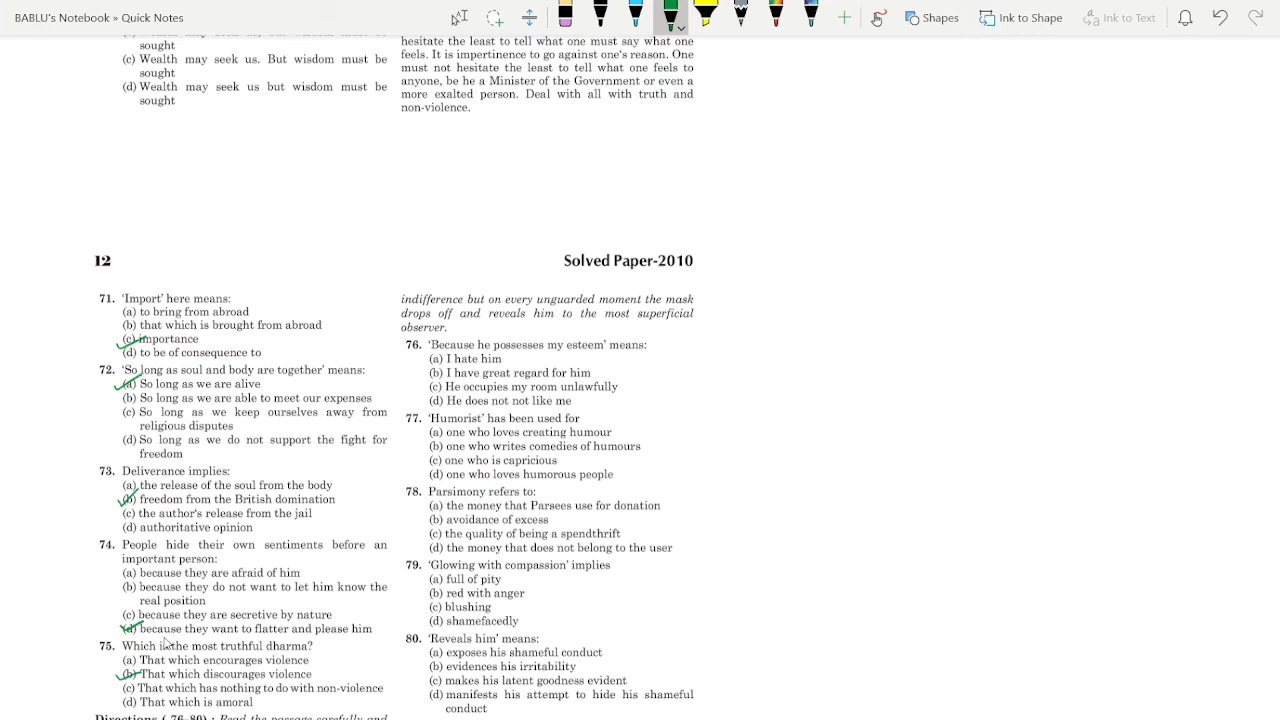 BABLU's Notebook » Quick Notes
Shapes
Ink to Shape
Ink to Text
sought
(c) Wealth may seek us. But wisdom must be
sought
(d) Wealth may seek us but wisdom must be
sought
hesitate the least to tell what one must say what one
feels. It is impertinence to go against one's reason. One
must not hesitate the least to tell what one feels to
anyone, be he a Minister of the Government or even a
more exalted person. Deal with all with truth and
non-violence.
12
Solved Paper-2010
71. 'Import' here means:
(a) to bring from abroad
(b) that which is brought from abroad
(c) importance
(d) to be of consequence to
72. 'So long as soul and body are together' means:
(a) So long as we are alive
(b) So long as we are able to meet our expenses
(c) So long as we keep ourselves away from
religious disputes
(d) So long as we do not support the fight for
freedom
73. Deliverance implies:
(a) the release of the soul from the body
(b) freedom from the British domination
(c) the author's release from the jail
(d) authoritative opinion
74. People hide their own sentiments before an
important person:
(a) because they are afraid of him
(b) because they do not want to let him know the
real position
(c) because they are secretive by nature
(d) because they want to flatter and please him
75. Which is the most truthful dharma?
(a) That which encourages violence
(b) That which discourages violence
(c) That which has nothing to do with non-violence
(d) That which is amoral
Directions ( 76–80) : Read the passage carefully and
indifference but on every unguarded moment the mask
drops off and reveals him to the most superficial
observer.
76. 'Because he possesses my esteem' means:
(a) I hate him
(b) I have great regard for him
(c) He occupies my room unlawfully
(d) He does not not like me
77. 'Humorist' has been used for
(a) one who loves creating humour
(b) one who writes comedies of humours
(c) one who is capricious
(d) one who loves humorous people
78. Parsimony refers to:
(a) the money that Parsees use for donation
(b) avoidance of excess
(c) the quality of being a spendthrift
(d) the money that does not belong to the user
79. 'Glowing with compassion' implies
(a) full of pity
(b) red with anger
(c) blushing
(d) shamefacedly
80. 'Reveals him' means:
(a) exposes his shameful conduct
(b) evidences his irritability
(c) makes his latent goodness evident
(d) manifests his attempt to hide his shameful
conduct